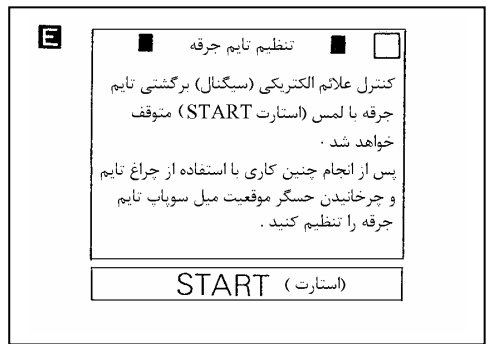 E
تنظیم تایم جرقه
کنترل علائم الکتریکی (سیگنال) برگشتی تایم
جرقه با لمس (استارت START) متوقف
خواهد شد ۰
پس از انجام چنین کاری با استفاده از چراغ تایم
و چرخانیدن حسگر موقعیت میل سوپاپ تایم
جرقه را تنظیم کنید .
START (استارت)